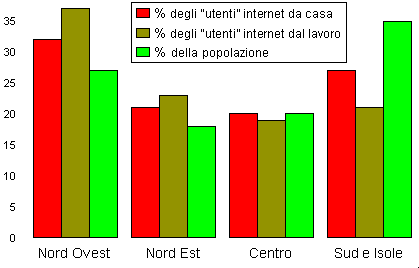 % degli "utenti" internet da casa
% degli "utenti" internet dal lavoro
% della popolazione
35
30
25
20
15
10
5
0
Nord Ovest Nord Est Centro Sud e Isole